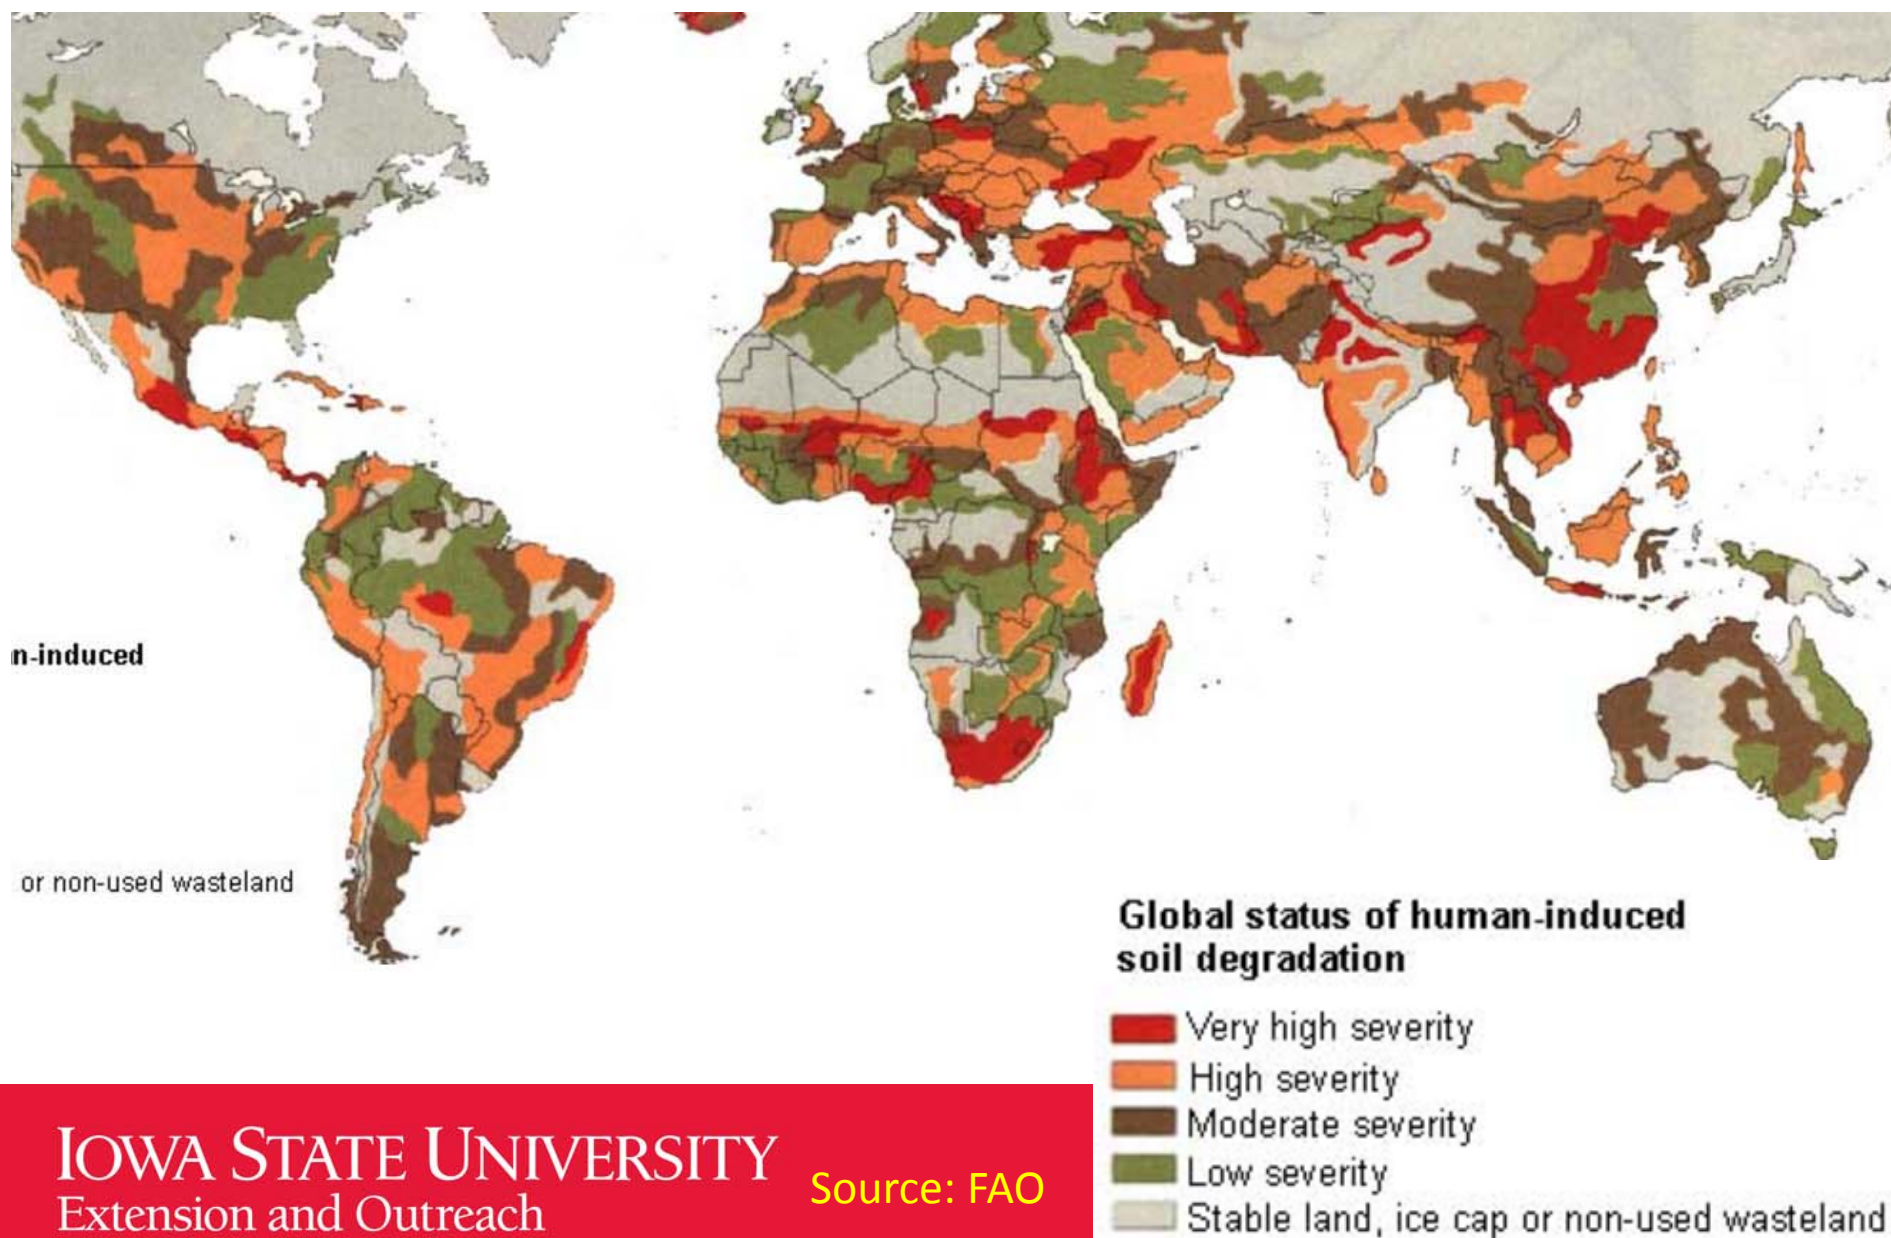 n-induced
or non-used wasteland
Global status of human-induced
soil degradation
Very high severity
High severity
Moderate severity
Low severity
Stable land, ice cap or non-used wasteland
IOWA STATE UNIVERSITY
Extension and Outreach
Source: FAO